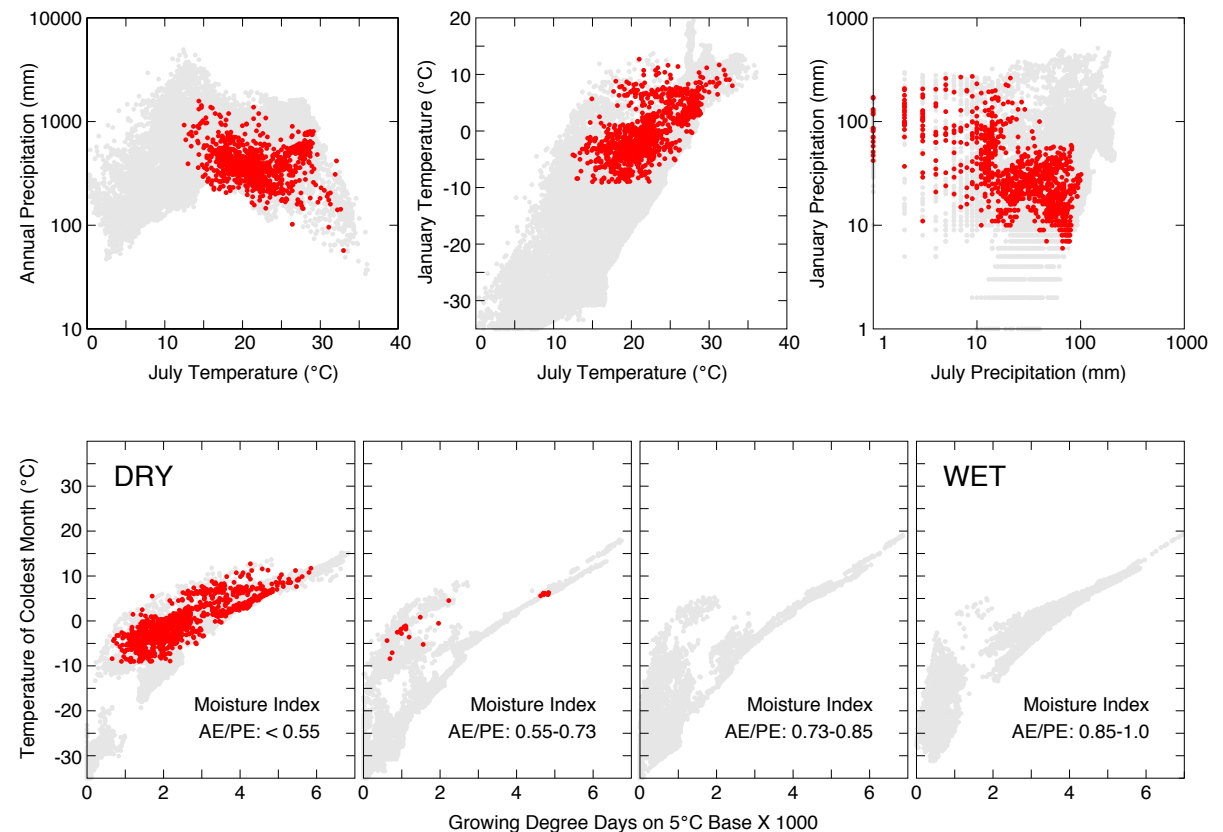 10000
1000
100
10
Annual Precipitation (mm)
0 10 20 30 40
July Temperature (°C)
20
10
0
-10
-20
-30
January Temperature (°C)
0 10 20 30 40
July Temperature (°C)
1000
100
10
1
January Precipitation (mm)
1 10 100 1000
July Precipitation (mm)
Temperature of Coldest Month (°C)
30
20
10
0
-10
-20
-30
DRY
Moisture Index
AE/PE: < 0.55
0 2 4 6
Moisture Index
AE/PE: 0.55-0.73
0 2 4 6
Moisture Index
AE/PE: 0.73-0.85
0 2 4 6
WET
Moisture Index
AE/PE: 0.85-1.0
0 2 4 6
Growing Degree Days on 5°C Base X 1000